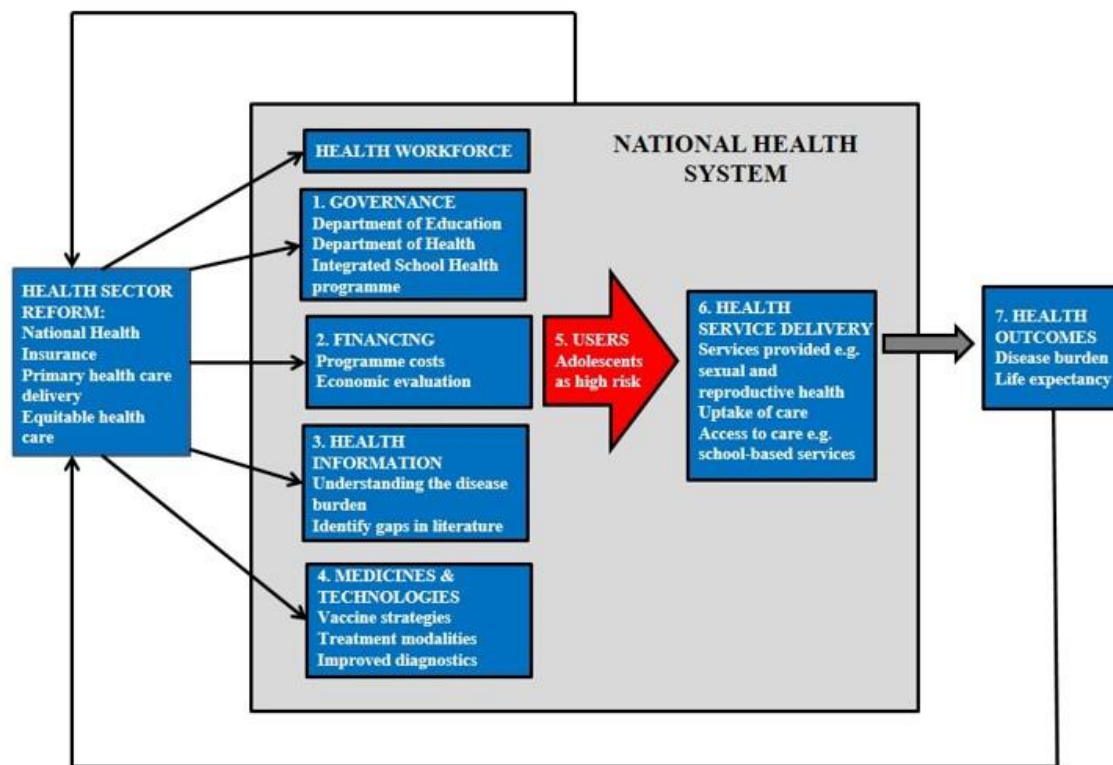 NATIONAL HEALTH
SYSTEM
HEALTH SECTOR
REFORM:
National Health
Insurance
Primary health care
delivery
Equitable health
care
HEALTH WORKFORCE
1. GOVERNANCE
Department of Education
Department of Health
Integrated School Health
programme
2. FINANCING
Programme costs
Economic evaluation
3. HEALTH
INFORMATION
Understanding the disease
burden
Identify gaps in literature
4. MEDICINES &
TECHNOLOGIES
Vaccine strategies
Treatment modalities
Improved diagnostics
5. USERS
Adolescents
as high risk
6. HEALTH
SERVICE DELIVERY
Services provided e.g.
sexual and
reproductive health
Uptake of care
Access to care e.g.
school-based services
7. HEALTH
OUTCOMES
Disease burden
Life expectancy